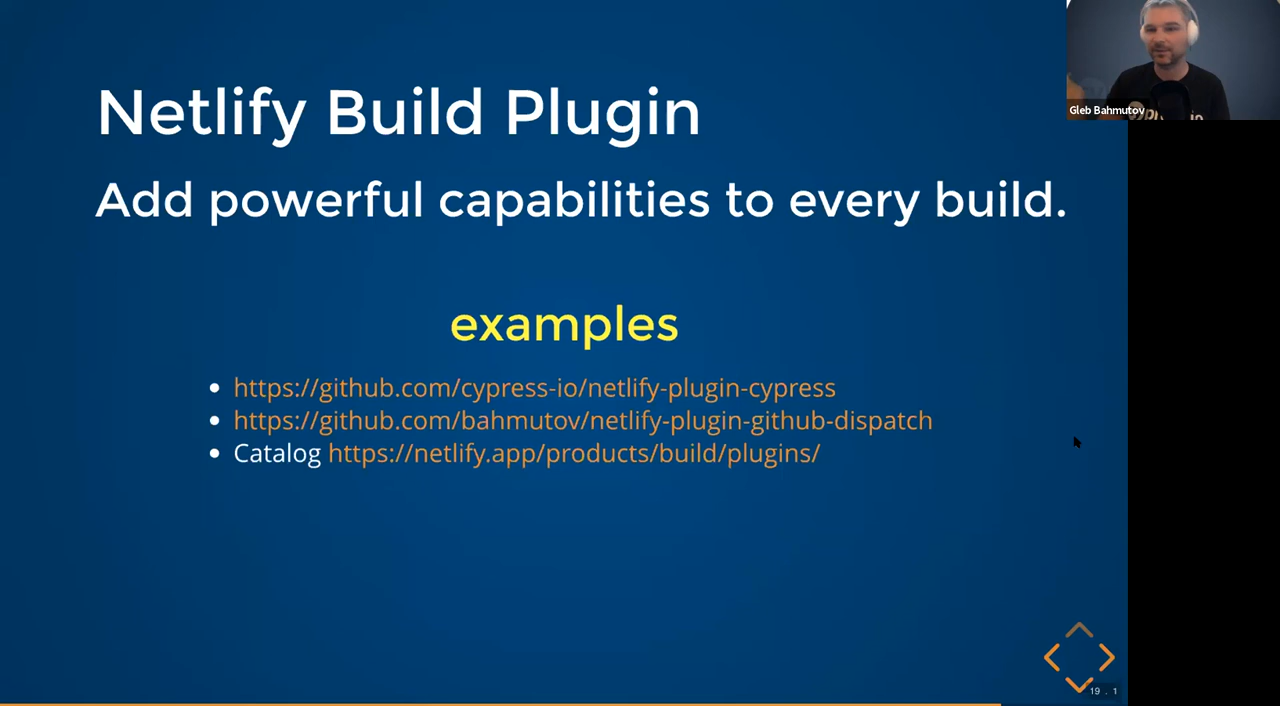 Netlify Build Plugin
Add powerful capabilities to every build.
examples
https://github.com/cypress-io/netlify-plugin-cypress
https://github.com/bahmutov/netlify-plugin-github-dispatch
Catalog https://netlify.app/products/build/plugins/
Gleb Bahmutov
19 . 1